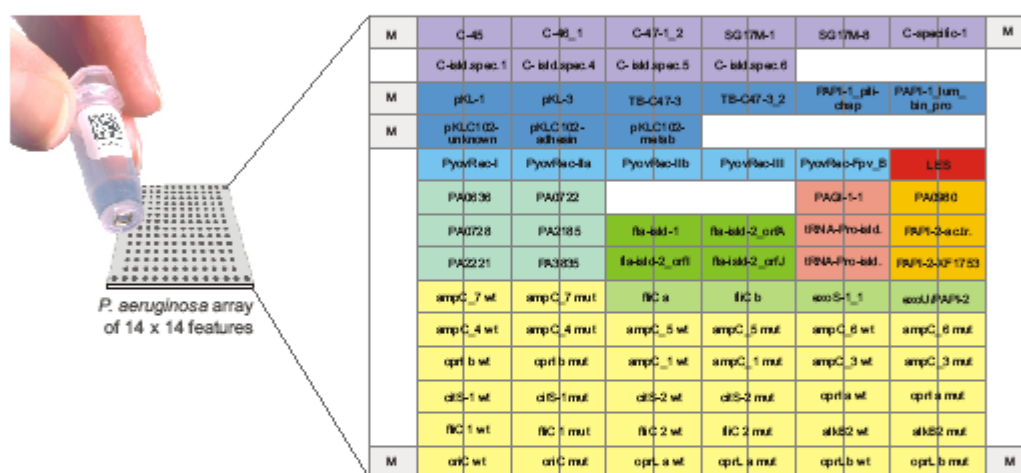 M C-45 C-46_1 C-47-1_2 SG17M-1 SG17M-8 C-specific-1 M
C-isld.spec.1 C-isld.spec.4 C-isld.spec.5 C-isld.spec.6
M pKL-1 pKL-3 TB-C47-3 TB-C47-3_2 PAPI-1_pili-chap PAPI-1_lum_bin_pro
M pKLC102-unknown pKLC102-adhesin pKLC102-metab
PyovRec-I PyovRec-IIa PyovRec-IIb PyovRec-III PyovRec-Fpv_B LES
PA0636 PA0722 PAGI-1-1 PA0980
PA0728 PA2185 fla-isld-1 fla-isld-2_orfA tRNA-Pro-isld. PAPI-2-ac.tr.
PA2221 PA3835 fla-isld-2_orfI fla-isld-2_orfJ tRNA-Pro-isld. PAPI-2-XF1753
ampC_7 wt ampC_7 mut fliC a fliC b exoS-1_1 exoU/PAPI-2
ampC_4 wt ampC_4 mut ampC_5 wt ampC_5 mut ampC_6 wt ampC_6 mut
oprI b wt oprI b mut ampC_1 wt ampC_1 mut ampC_3 wt ampC_3 mut
citS-1 wt citS-1 mut citS-2 wt citS-2 mut oprI a wt oprI a mut
fliC 1 wt fliC 1 mut fliC 2 wt fliC 2 mut alkB2 wt alkB2 mut
M oriC wt oriC mut oprL a wt oprL a mut oprL b wt oprL b mut M
P. aeruginosa array
of 14 x 14 features